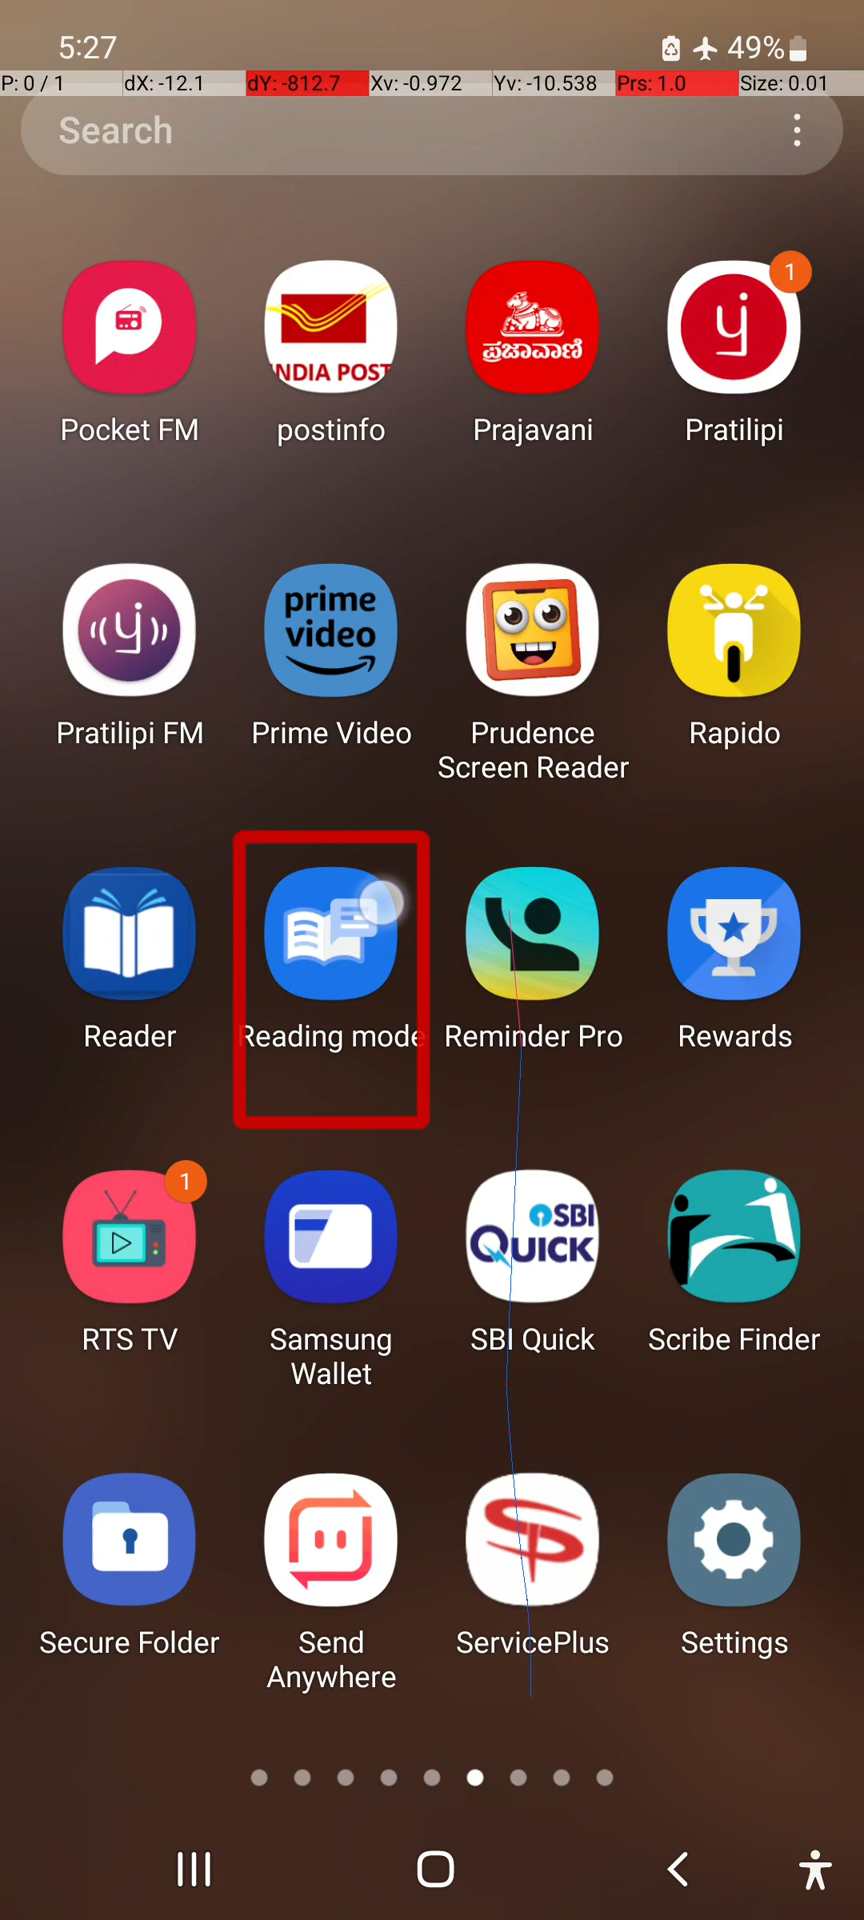 5:27 49%
P: 0 / 1 dX: -12.1 dY: -812.7 Xv: -0.972 Yv: -10.538 Prs: 1.0 Size: 0.01
Search
1
INDIA POST
ಪ್ರಜಾವಾಣಿ
Pocket FM postinfo Prajavani Pratilipi
prime
video
Pratilipi FM Prime Video Prudence Rapido
Screen Reader
Reader Reading mode Reminder Pro Rewards
1
SBI
QUICK
RTS TV Samsung SBI Quick Scribe Finder
Wallet
Secure Folder Send ServicePlus Settings
Anywhere